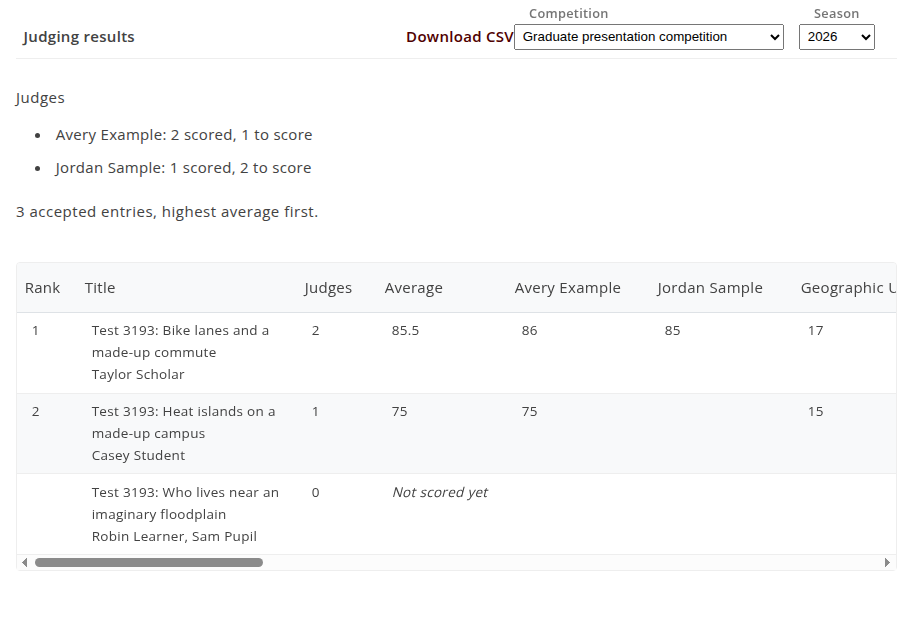 Competition
Season
Judging results
Download CSV
Graduate presentation competition
2026
Judges
Avery Example: 2 scored, 1 to score
Jordan Sample: 1 scored, 2 to score
3 accepted entries, highest average first.
Rank Title Judges Average Avery Example Jordan Sample Geographic U
1 Test 3193: Bike lanes and a 2 85.5 86 85 17
made-up commute
Taylor Scholar
2 Test 3193: Heat islands on a 1 75 75 15
made-up campus
Casey Student
Test 3193: Who lives near an 0 Not scored yet
imaginary floodplain
Robin Learner, Sam Pupil